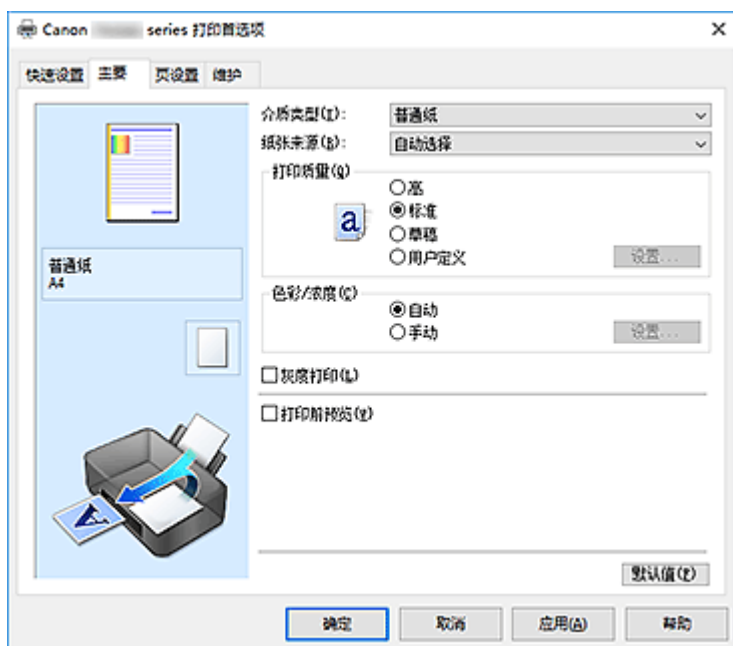 Canon series 打印首选项
快速设置 主要 页设置 维护
介质类型(T): 普通纸
纸张来源(B): 自动选择
打印质量(Q)
高
a
标准
草稿
用户定义 设置...
普通纸
A4
色彩/浓度(C)
自动
手动 设置...
灰度打印(L)
打印前预览(V)
A
默认值(F)
确定 取消 应用(A) 帮助